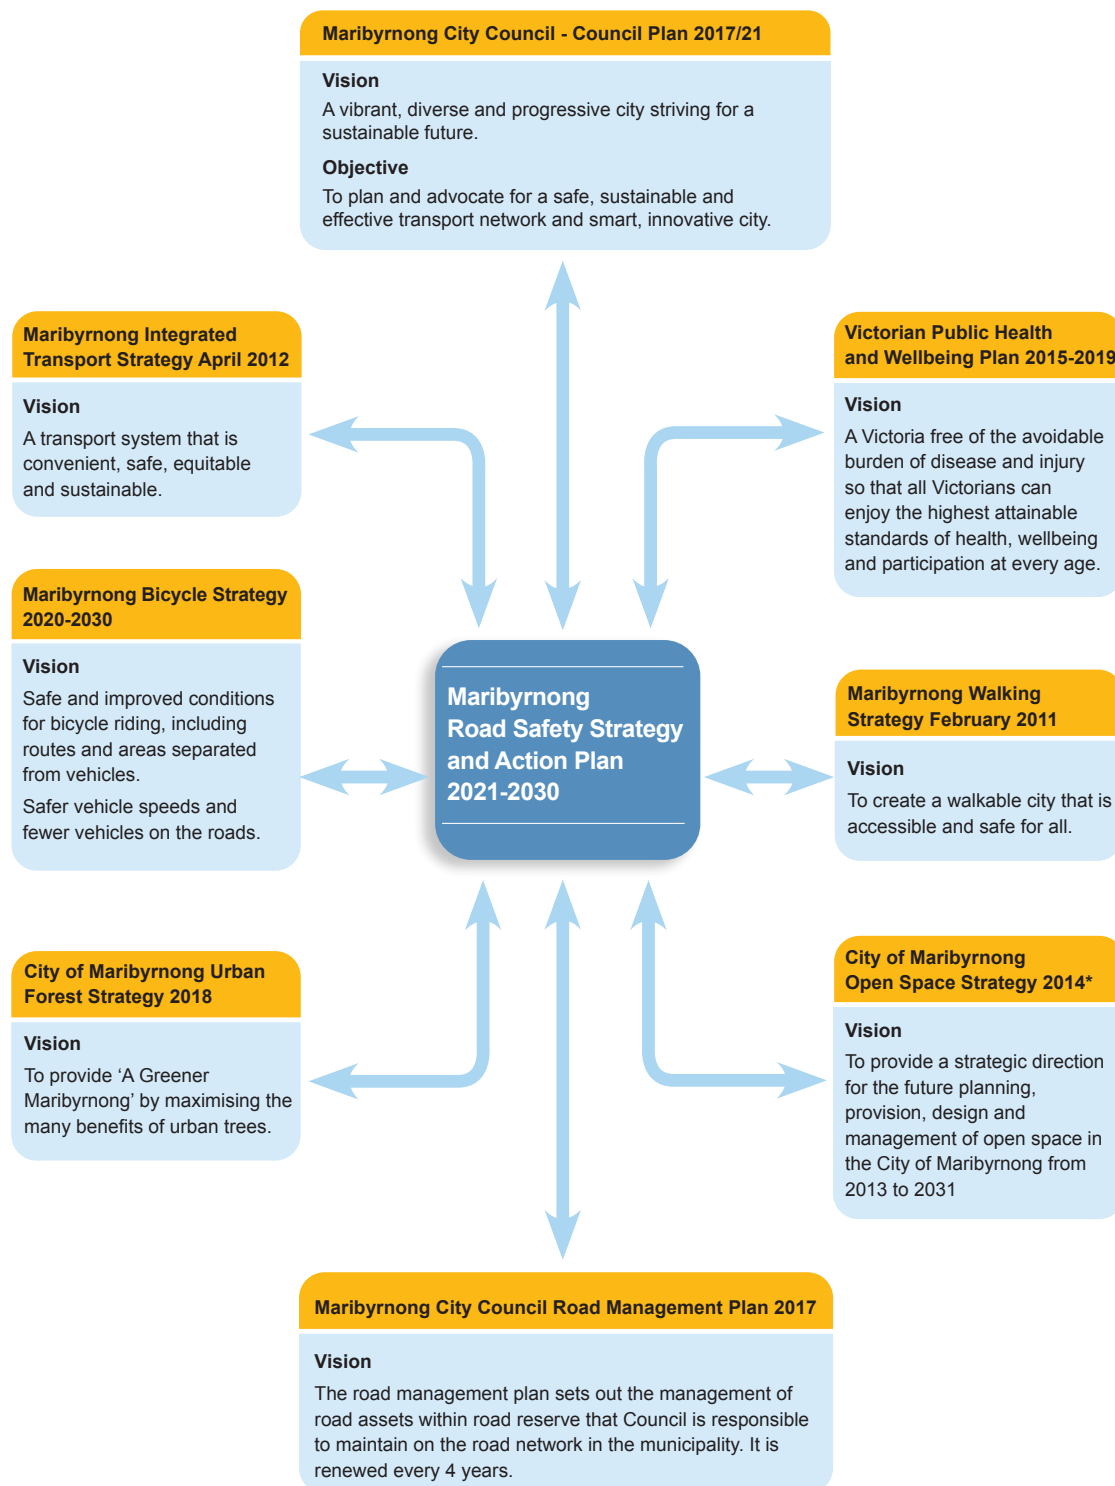 Maribyrnong City Council - Council Plan 2017/21
Vision
A vibrant, diverse and progressive city striving for a
sustainable future.
Objective
To plan and advocate for a safe, sustainable and
effective transport network and smart, innovative city.
Maribyrnong Integrated
Transport Strategy April 2012
Vision
A transport system that is
convenient, safe, equitable
and sustainable.
Victorian Public Health
and Wellbeing Plan 2015-2019
Vision
A Victoria free of the avoidable
burden of disease and injury
so that all Victorians can
enjoy the highest attainable
standards of health, wellbeing
and participation at every age.
Maribyrnong Bicycle Strategy
2020-2030
Vision
Safe and improved conditions
for bicycle riding, including
routes and areas separated
from vehicles.
Safer vehicle speeds and
fewer vehicles on the roads.
Maribyrnong
Road Safety Strategy
and Action Plan
2021-2030
Maribyrnong Walking
Strategy February 2011
Vision
To create a walkable city that is
accessible and safe for all.
City of Maribyrnong Urban
Forest Strategy 2018
Vision
To provide ‘A Greener
Maribyrnong’ by maximising the
many benefits of urban trees.
City of Maribyrnong
Open Space Strategy 2014*
Vision
To provide a strategic direction
for the future planning,
provision, design and
management of open space in
the City of Maribyrnong from
2013 to 2031
Maribyrnong City Council Road Management Plan 2017
Vision
The road management plan sets out the management of
road assets within road reserve that Council is responsible
to maintain on the road network in the municipality. It is
renewed every 4 years.